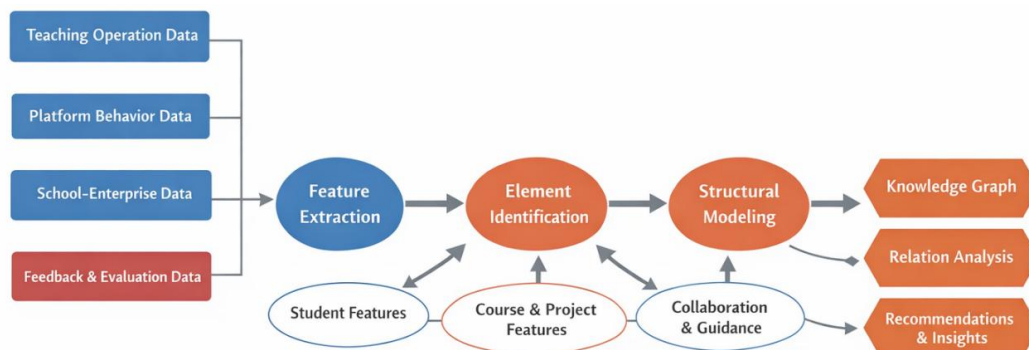 Teaching Operation Data
Platform Behavior Data
School-Enterprise Data
Feedback & Evaluation Data
Feature
Extraction
Element
Identification
Structural
Modeling
Knowledge Graph
Relation Analysis
Recommendations
& Insights
Student Features
Course & Project
Features
Collaboration
& Guidance